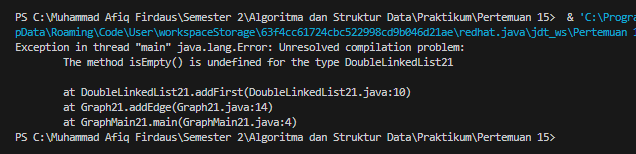 PS C:\Muhammad Afiq Firdaus\Semester 2\Algoritma dan Struktur Data\Praktikum\Pertemuan 15>  & 'C:\Progra
pData\Roaming\Code\User\workspaceStorage\63f4cc61724cbc522998cd9b046d21ae\redhat.java\jdt_ws\Pertemuan 1
Exception in thread "main" java.lang.Error: Unresolved compilation problem:
        The method isEmpty() is undefined for the type DoubleLinkedList21
        at DoubleLinkedList21.addFirst(DoubleLinkedList21.java:10)
        at Graph21.addEdge(Graph21.java:14)
        at GraphMain21.main(GraphMain21.java:4)
PS C:\Muhammad Afiq Firdaus\Semester 2\Algoritma dan Struktur Data\Praktikum\Pertemuan 15>